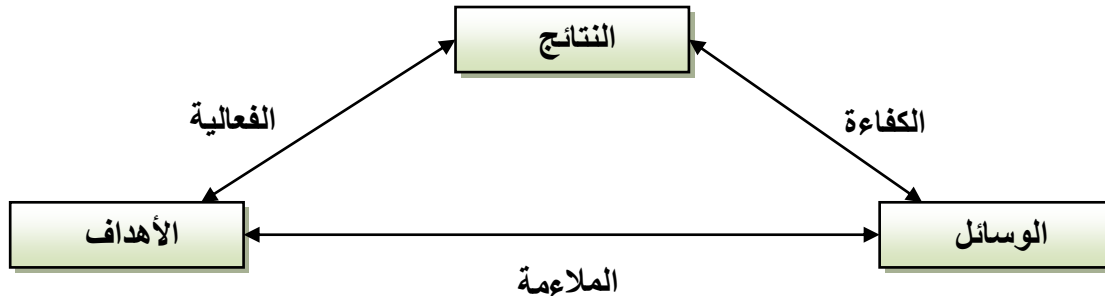 النتائج
الفعالية
الكفاءة
الأهداف
الوسائل
الملاءمة